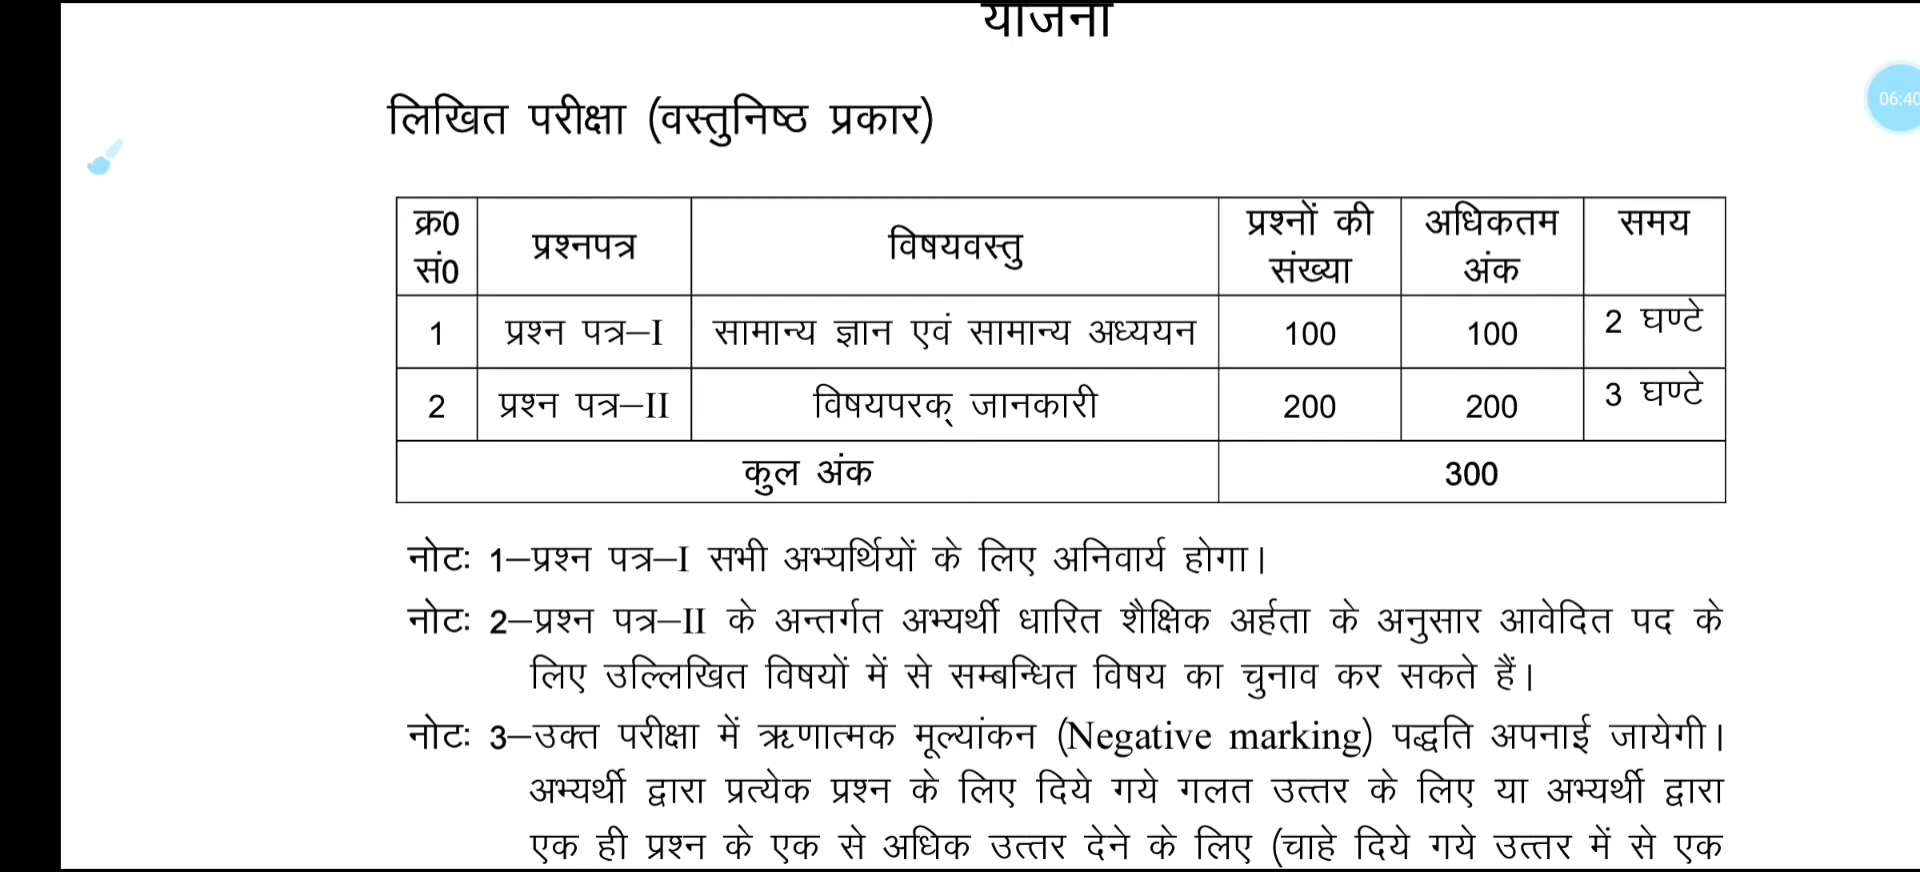 योजना
06:40
लिखित परीक्षा (वस्तुनिष्ठ प्रकार)
क्र0 सं0 प्रश्नपत्र विषयवस्तु प्रश्नों की संख्या अधिकतम अंक समय
1 प्रश्न पत्र–I सामान्य ज्ञान एवं सामान्य अध्ययन 100 100 2 घण्टे
2 प्रश्न पत्र–II विषयपरक् जानकारी 200 200 3 घण्टे
कुल अंक 300
नोटः 1–प्रश्न पत्र–I सभी अभ्यर्थियों के लिए अनिवार्य होगा।
नोटः 2–प्रश्न पत्र–II के अन्तर्गत अभ्यर्थी धारित शैक्षिक अर्हता के अनुसार आवेदित पद के
लिए उल्लिखित विषयों में से सम्बन्धित विषय का चुनाव कर सकते हैं।
नोटः 3–उक्त परीक्षा में ऋणात्मक मूल्यांकन (Negative marking) पद्धति अपनाई जायेगी।
अभ्यर्थी द्वारा प्रत्येक प्रश्न के लिए दिये गये गलत उत्तर के लिए या अभ्यर्थी द्वारा
एक ही प्रश्न के एक से अधिक उत्तर देने के लिए (चाहे दिये गये उत्तर में से एक